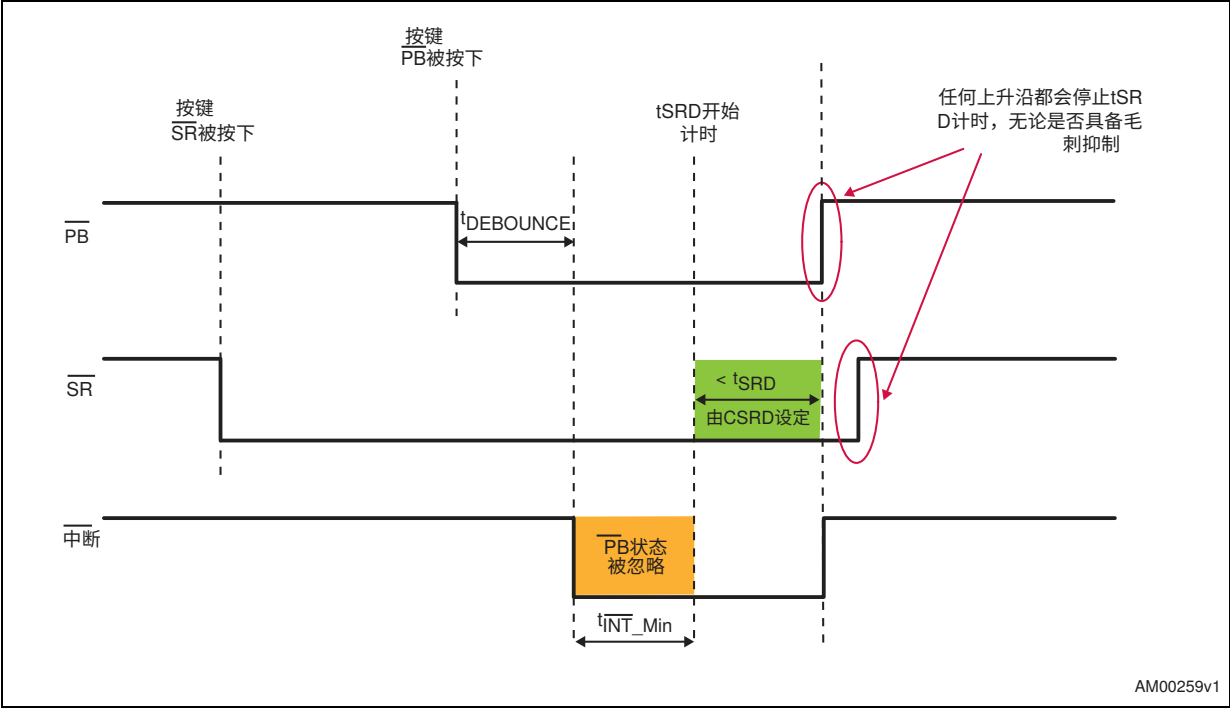 按键
PB被按下
按键
SR被按下
tSRD开始
计时
任何上升沿都会停止tSR
D计时，无论是否具备毛
刺抑制
PB
tDEBOUNCE
SR
< tSRD
由CSRD设定
中断
PB状态
被忽略
tINT_Min
AM00259v1